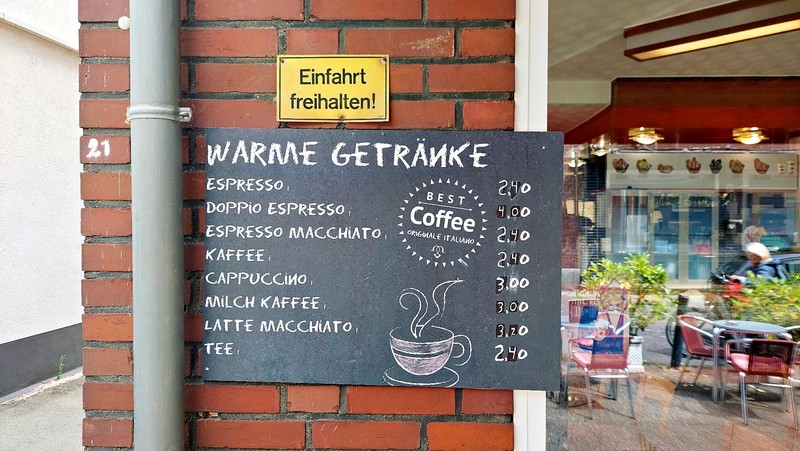 Einfahrt
freihalten!
21
WARME GETRÄNKE
ESPRESSO 2,40
DOPPIO ESPRESSO 4,00
ESPRESSO MACCHIATO 2,40
KAFFEE 2,40
CAPPUCCINO 3,00
MILCH KAFFEE 3,00
LATTE MACCHIATO 3,20
TEE 2,40
BEST
Coffee
ORIGINALE ITALIANO